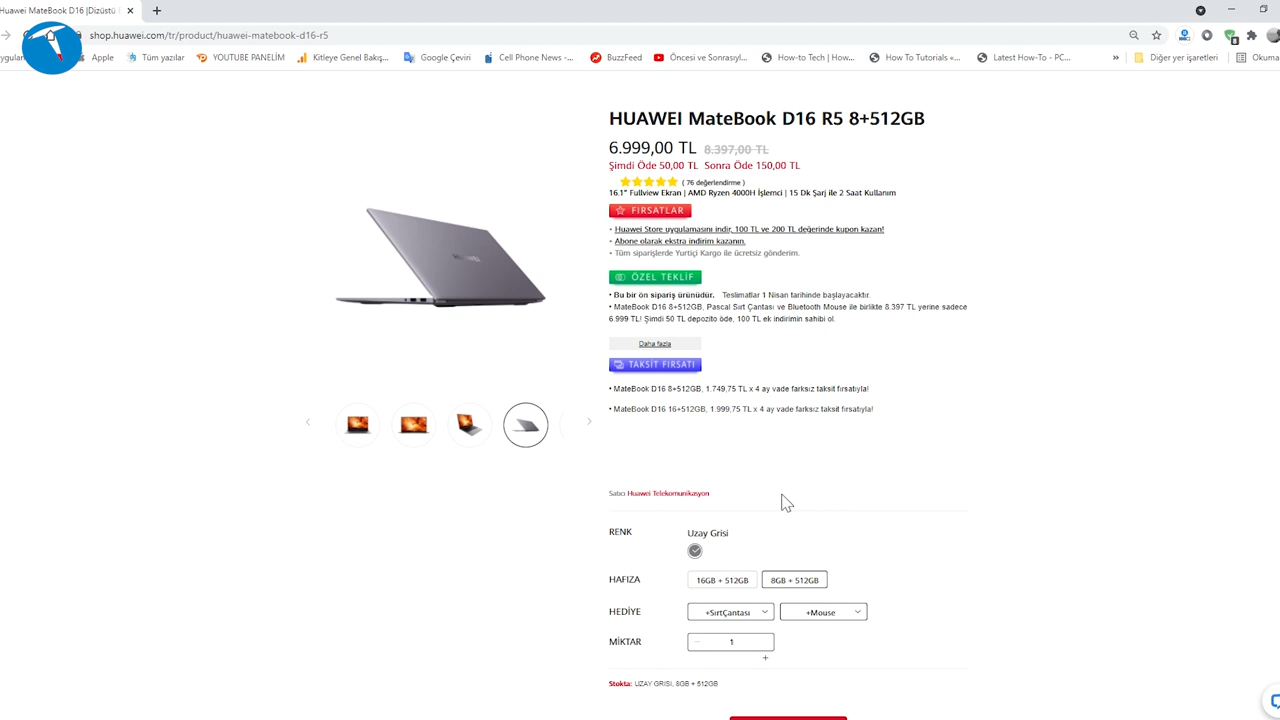 Huawei MateBook D16 |Dizüstü
shop.huawei.com/tr/product/huawei-matebook-d16-r5
Apple
Tüm yazılar
YOUTUBE PANELİM
Kitleye Genel Bakış...
Google Çeviri
Cell Phone News -...
BuzzFeed
Öncesi ve Sonrasıyl...
How-to Tech | How...
How To Tutorials «...
Latest How-To - PC...
»
Diğer yer işaretleri
Okuma
HUAWEI MateBook D16 R5 8+512GB
6.999,00 TL 8.397,00 TL
Şimdi Öde 50,00 TL Sonra Öde 150,00 TL
( 76 değerlendirme )
16.1” Fullview Ekran | AMD Ryzen 4000H İşlemci | 15 Dk Şarj ile 2 Saat Kullanım
FIRSATLAR
• Huawei Store uygulamasını indir, 100 TL ve 200 TL değerinde kupon kazan!
• Abone olarak ekstra indirim kazanın.
• Tüm siparişlerde Yurtiçi Kargo ile ücretsiz gönderim.
ÖZEL TEKLİF
• Bu bir ön sipariş ürünüdür. Teslimatlar 1 Nisan tarihinde başlayacaktır.
• MateBook D16 8+512GB, Pascal Sırt Çantası ve Bluetooth Mouse ile birlikte 8.397 TL yerine sadece
6.999 TL! Şimdi 50 TL depozito öde, 100 TL ek indirimin sahibi ol.
Daha fazla
TAKSİT FIRSATI
• MateBook D16 8+512GB, 1.749,75 TL x 4 ay vade farksız taksit fırsatıyla!
• MateBook D16 16+512GB, 1.999,75 TL x 4 ay vade farksız taksit fırsatıyla!
Satıcı Huawei Telekomunikasyon
RENK
Uzay Grisi
HAFIZA
16GB + 512GB
8GB + 512GB
HEDİYE
+SırtÇantası
+Mouse
MİKTAR
1
+
Stokta: UZAY GRISI, 8GB + 512GB